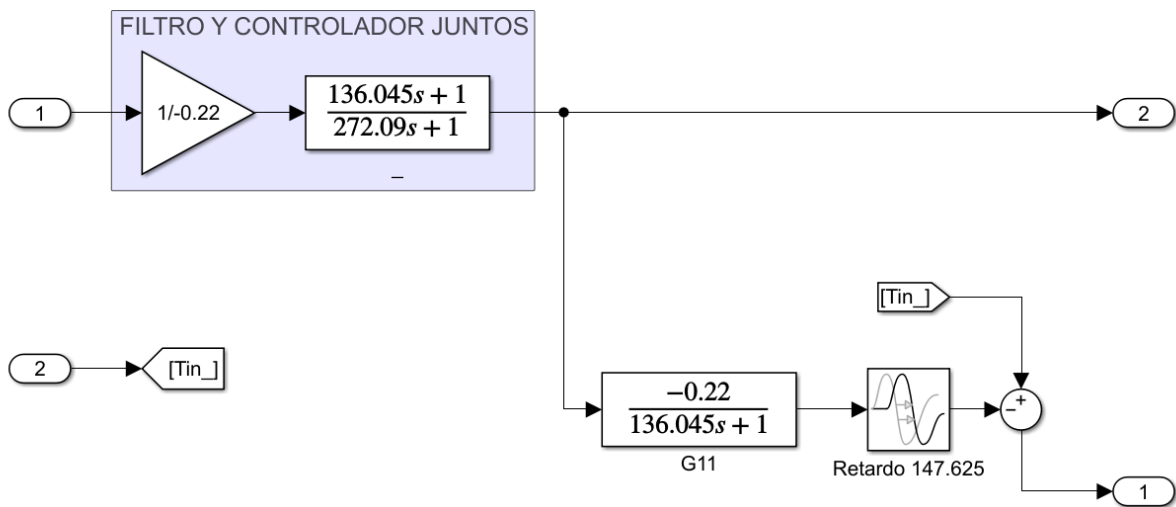 FILTRO Y CONTROLADOR JUNTOS
1
1/-0.22
136.045s + 1
272.09s + 1
_
2
[Tin_]
2
[Tin_]
-0.22
136.045s + 1
G11
Retardo 147.625
+
-
1